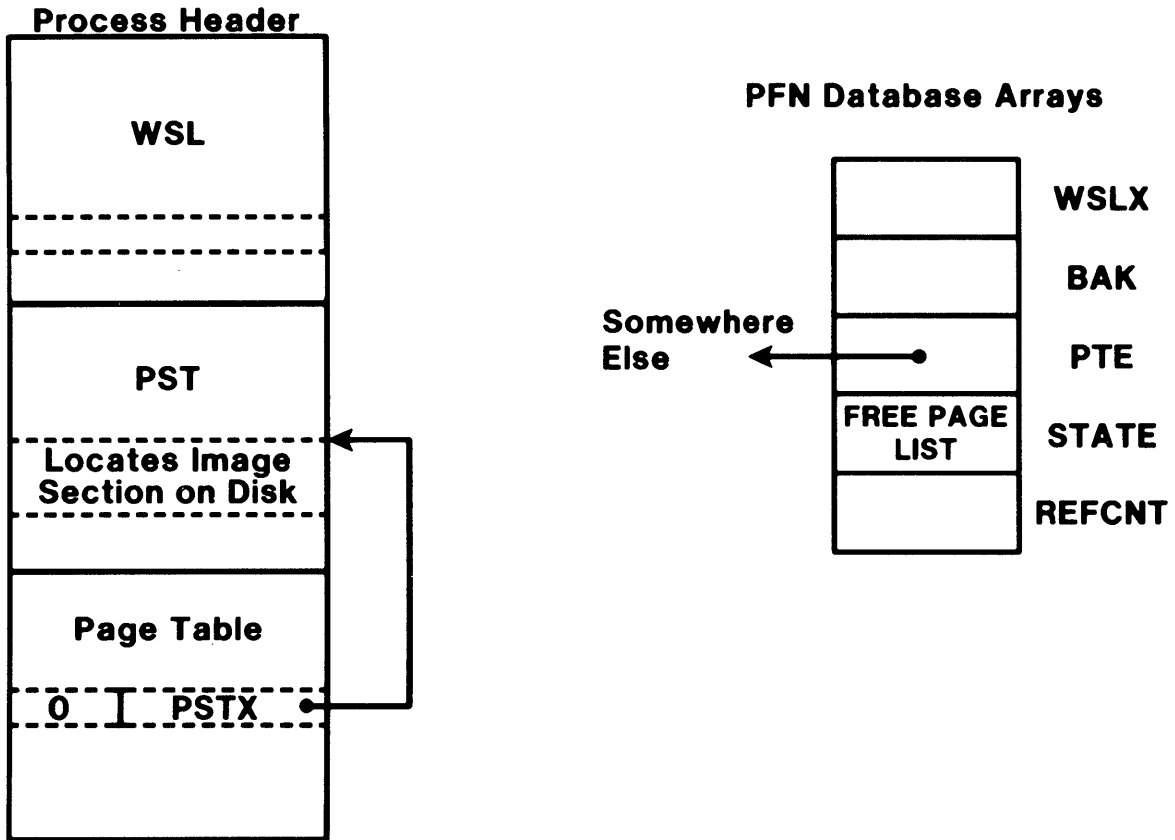 Process Header
WSL
PST
Locates Image
Section on Disk
Page Table
0 PSTX
PFN Database Arrays
WSLX
BAK
Somewhere
Else
PTE
FREE PAGE
LIST
STATE
REFCNT